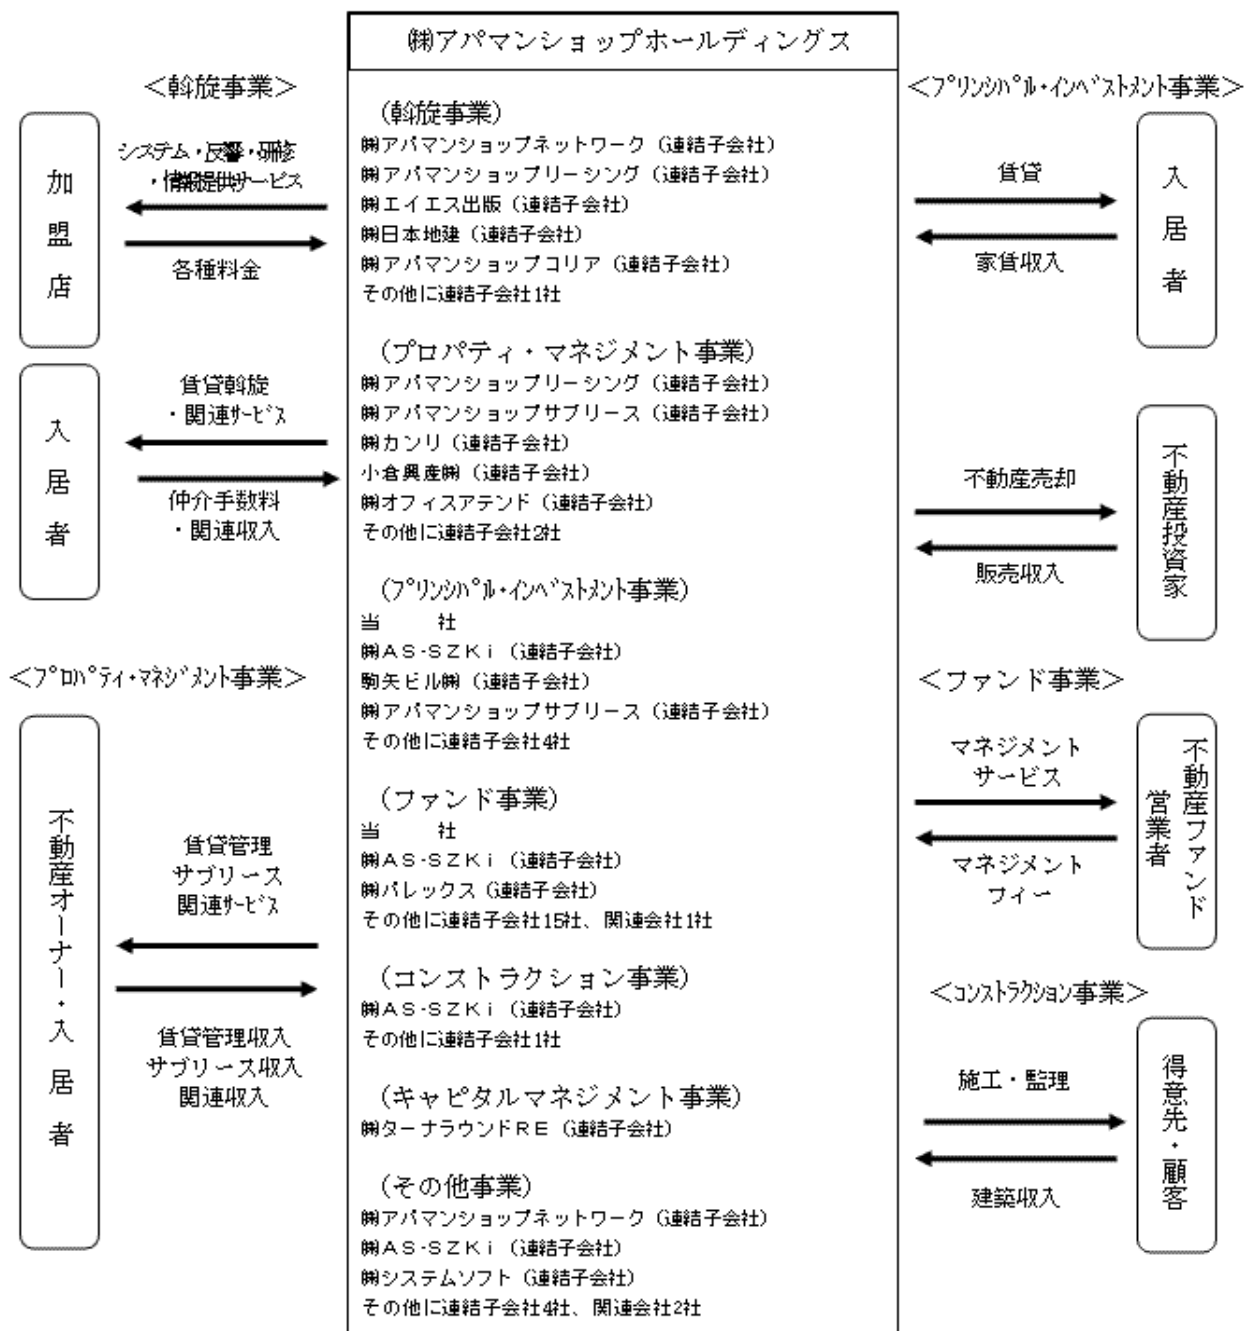 ㈱アパマンショップホールディングス
＜斡旋事業＞
加盟店
システム・反響・研修
・情報提供サービス
各種料金
入居者
賃貸斡旋
・関連ｻｰﾋﾞｽ
仲介手数料
・関連収入
＜ﾌﾟﾛﾊﾟﾃｨ・ﾏﾈｼﾞﾒﾝﾄ事業＞
不動産オーナー・入居者
賃貸管理
サブリース
関連ｻｰﾋﾞｽ
賃貸管理収入
サブリース収入
関連収入
（斡旋事業）
㈱アパマンショップネットワーク（連結子会社）
㈱アパマンショップリーシング（連結子会社）
㈱エイエス出版（連結子会社）
㈱日本地建（連結子会社）
㈱アパマンショップコリア（連結子会社）
その他に連結子会社1社
（プロパティ・マネジメント事業）
㈱アパマンショップリーシング（連結子会社）
㈱アパマンショップサブリース（連結子会社）
㈱カンリ（連結子会社）
小倉興産㈱（連結子会社）
㈱オフィスアテンド（連結子会社）
その他に連結子会社2社
（ﾌﾟﾘﾝｼﾊﾟﾙ・ｲﾝﾍﾞｽﾄﾒﾝﾄ事業）
当　　社
㈱ＡＳ-ＳＺＫｉ（連結子会社）
駒矢ビル㈱（連結子会社）
㈱アパマンショップサブリース（連結子会社）
その他に連結子会社4社
（ファンド事業）
当　　社
㈱ＡＳ-ＳＺＫｉ（連結子会社）
㈱パレックス（連結子会社）
その他に連結子会社15社、関連会社1社
（コンストラクション事業）
㈱ＡＳ-ＳＺＫｉ（連結子会社）
その他に連結子会社1社
（キャピタルマネジメント事業）
㈱ターナラウンドＲＥ（連結子会社）
（その他事業）
㈱アパマンショップネットワーク（連結子会社）
㈱ＡＳ-ＳＺＫｉ（連結子会社）
㈱システムソフト（連結子会社）
その他に連結子会社4社、関連会社2社
＜ﾌﾟﾘﾝｼﾊﾟﾙ・ｲﾝﾍﾞｽﾄﾒﾝﾄ事業＞
賃貸
家賃収入
入居者
不動産売却
販売収入
不動産投資家
＜ファンド事業＞
マネジメント
サービス
マネジメント
フィー
不動産ファンド
営業者
＜ｺﾝｽﾄﾗｸｼｮﾝ事業＞
施工・監理
建築収入
得意先・顧客